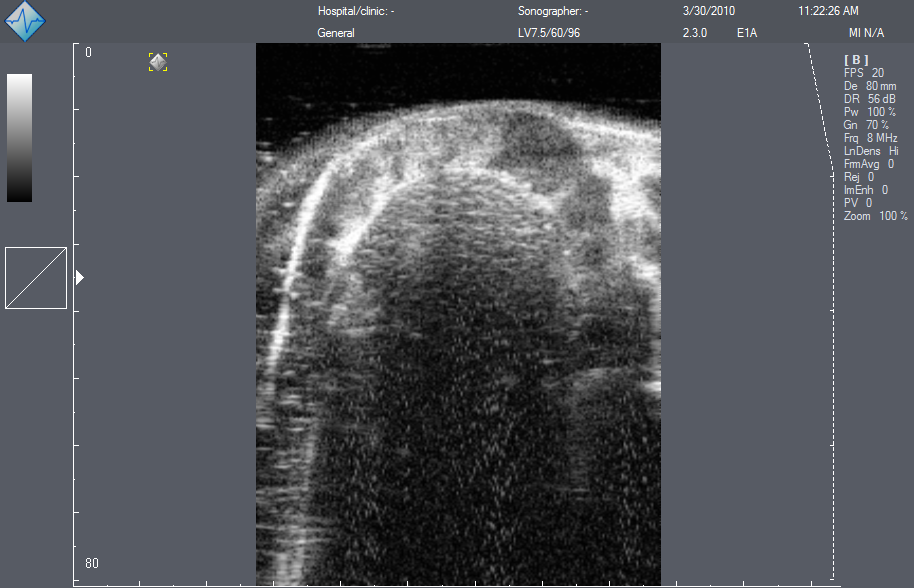 Hospital/clinic: - Sonographer: - 3/30/2010 11:22:26 AM
General LV7.5/60/96 2.3.0 E1A MI N/A
0
[ B ]
FPS 20
De 80 mm
DR 56 dB
Pw 100 %
Gn 70 %
Frq 8 MHz
LnDens Hi
FrmAvg 0
Rej 0
ImEnh 0
PV 0
Zoom 100 %
80